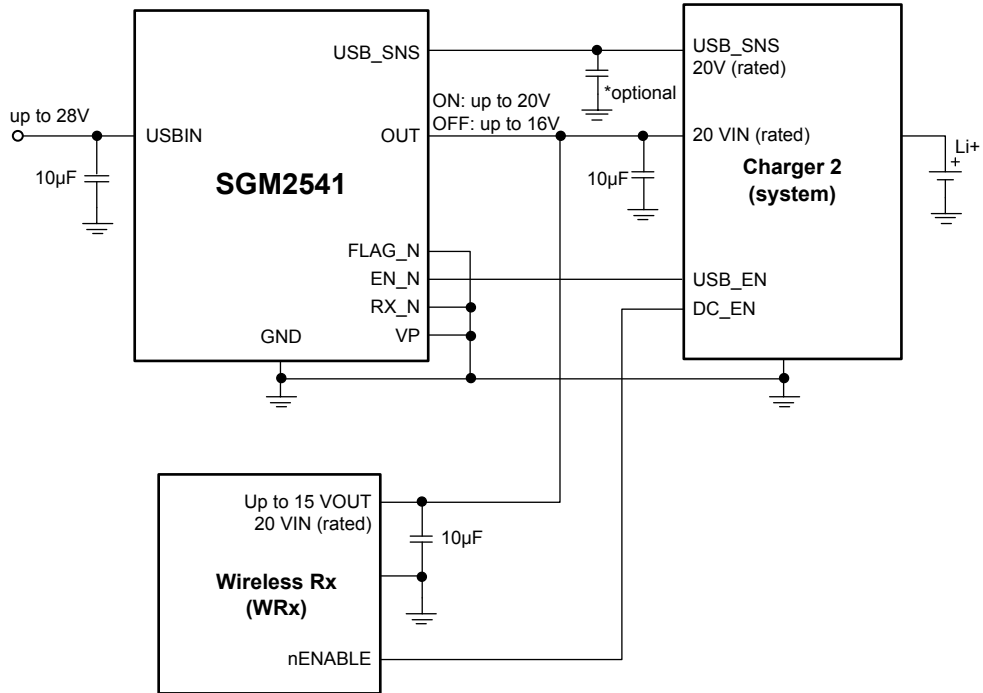 USB_SNS
USB_SNS
20V (rated)
*optional
up to 28V
ON: up to 20V
OFF: up to 16V
USBIN
OUT
20 VIN (rated)
Li+
+
10µF
SGM2541
10µF
Charger 2
(system)
FLAG_N
EN_N
USB_EN
RX_N
DC_EN
VP
GND
Up to 15 VOUT
20 VIN (rated)
10µF
Wireless Rx
(WRx)
nENABLE